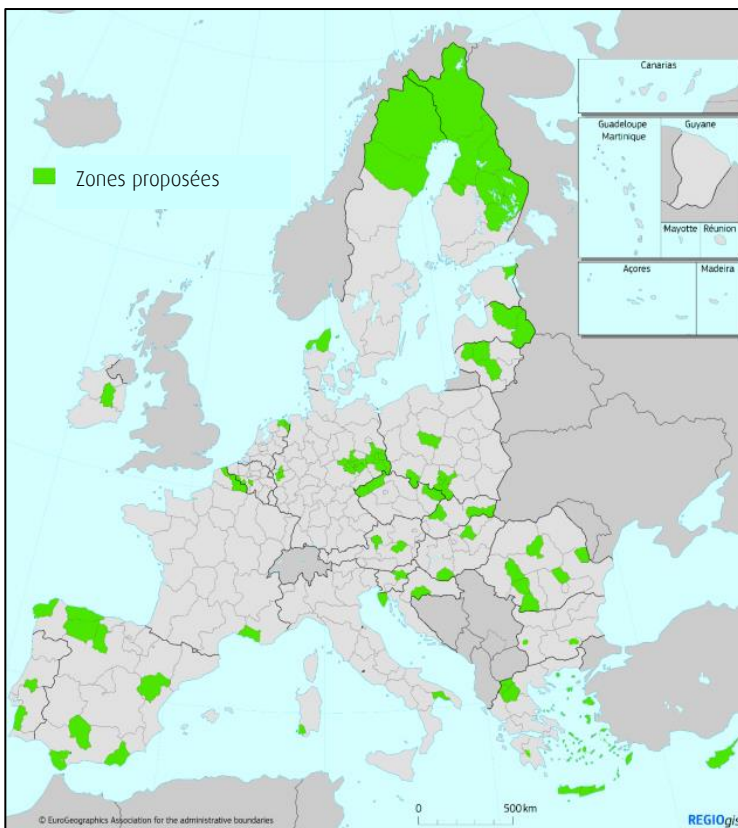 Canarias
Guadeloupe
Martinique
Guyane
Mayotte
Réunion
Açores
Madeira
Zones proposées
0
500 km
© EuroGeographics Association for the administrative boundaries
REGIOgis